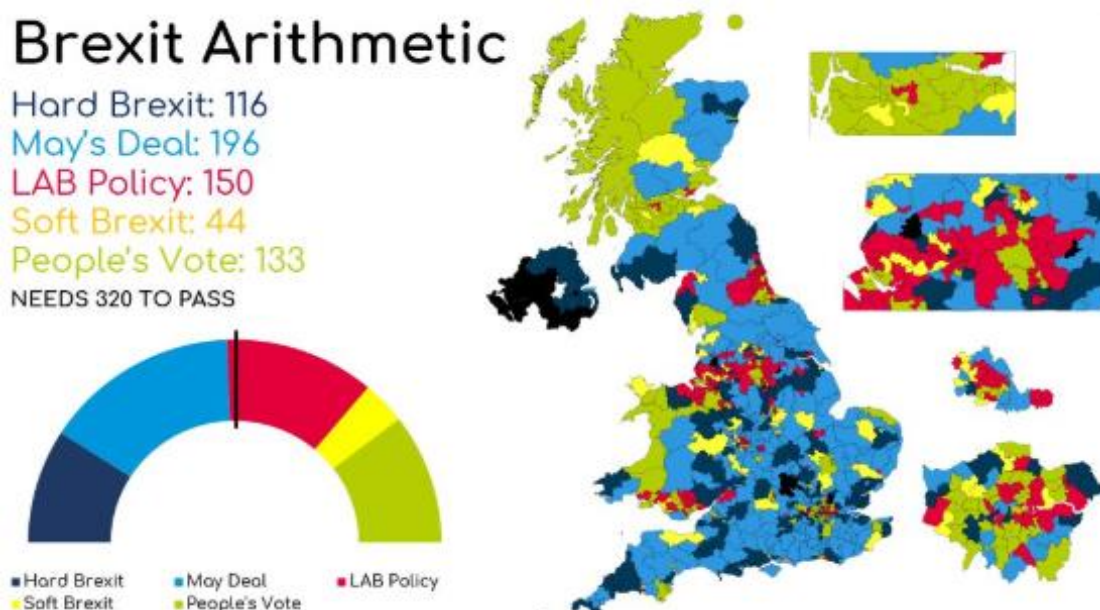 Brexit Arithmetic
Hard Brexit: 116
May's Deal: 196
LAB Policy: 150
Soft Brexit: 44
People's Vote: 133
NEEDS 320 TO PASS
Hard Brexit May Deal LAB Policy
Soft Brexit People's Vote